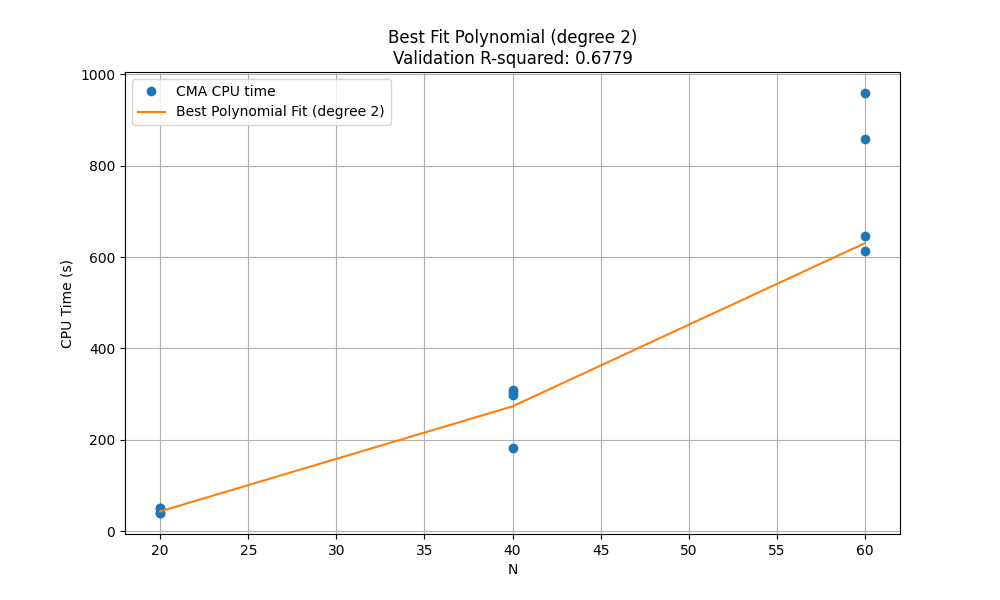 Best Fit Polynomial (degree 2)
Validation R-squared: 0.6779
CMA CPU time
Best Polynomial Fit (degree 2)
1000
800
600
400
200
0
CPU Time (s)
20 25 30 35 40 45 50 55 60
N